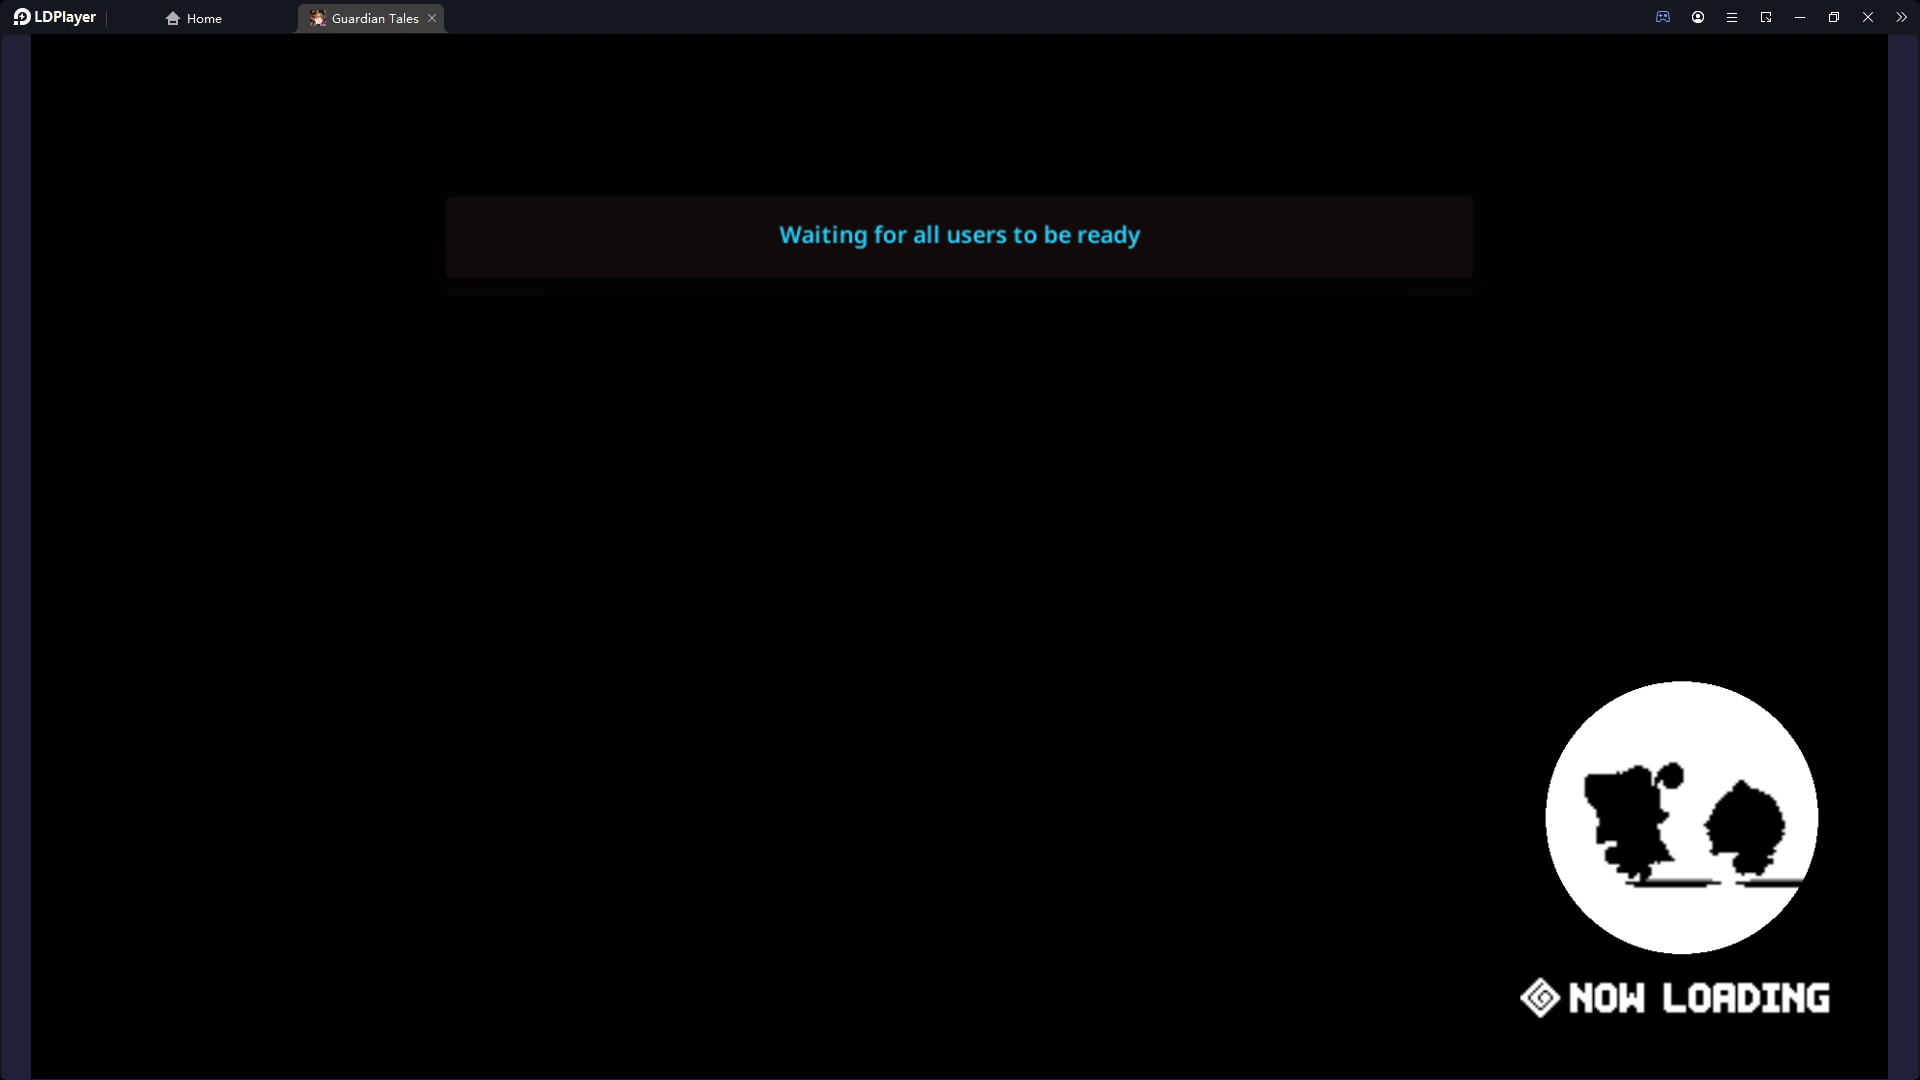 LDPlayer
Home
Guardian Tales
Waiting for all users to be ready
NOW LOADING